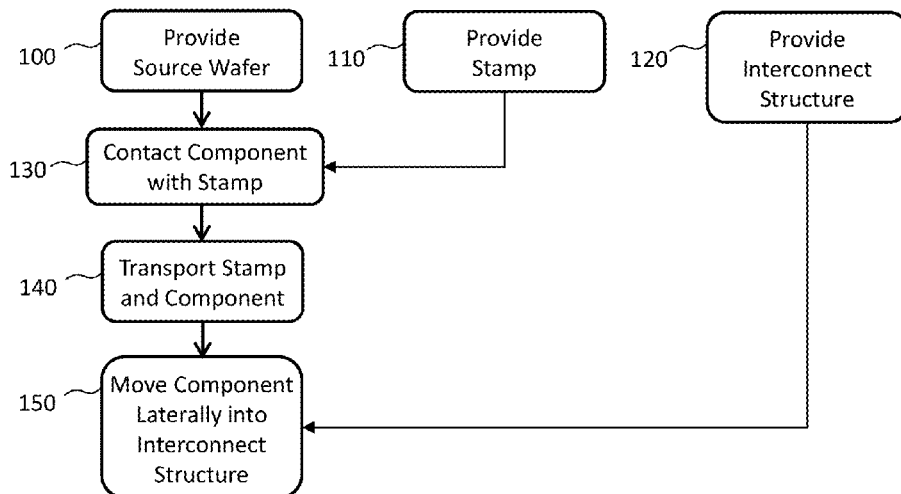 100
Provide
Source Wafer
110
Provide
Stamp
120
Provide
Interconnect
Structure
130
Contact Component
with Stamp
140
Transport Stamp
and Component
150
Move Component
Laterally into
Interconnect
Structure